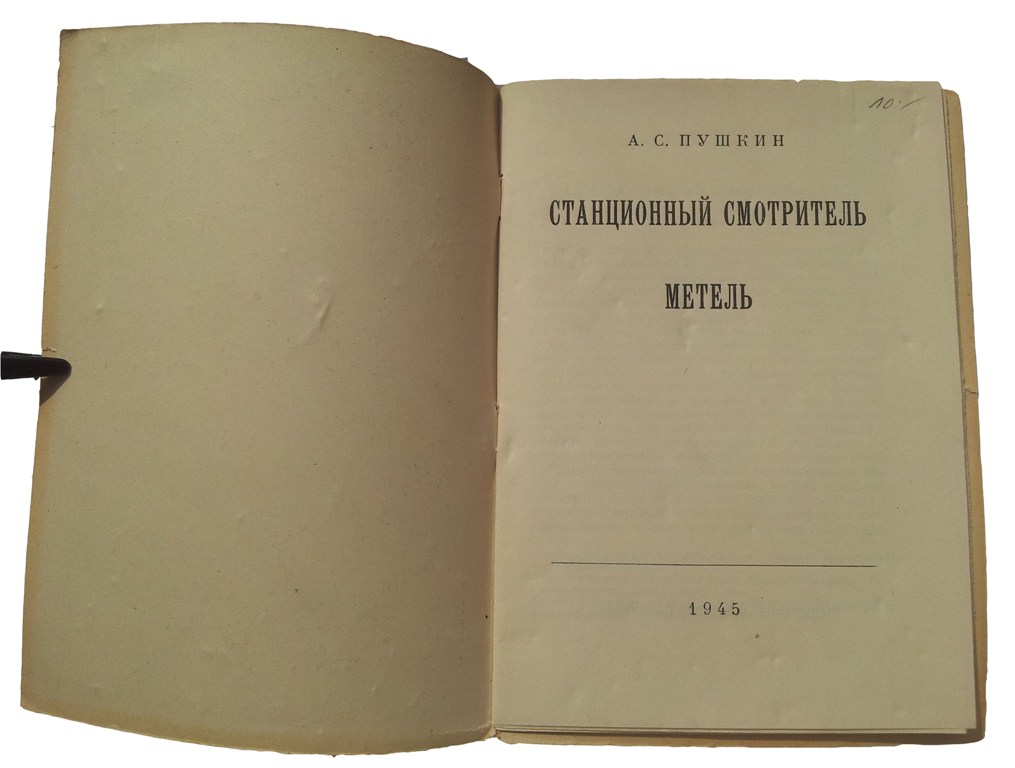 10.-
А. С. ПУШКИН
СТАНЦИОННЫЙ СМОТРИТЕЛЬ
МЕТЕЛЬ
1945